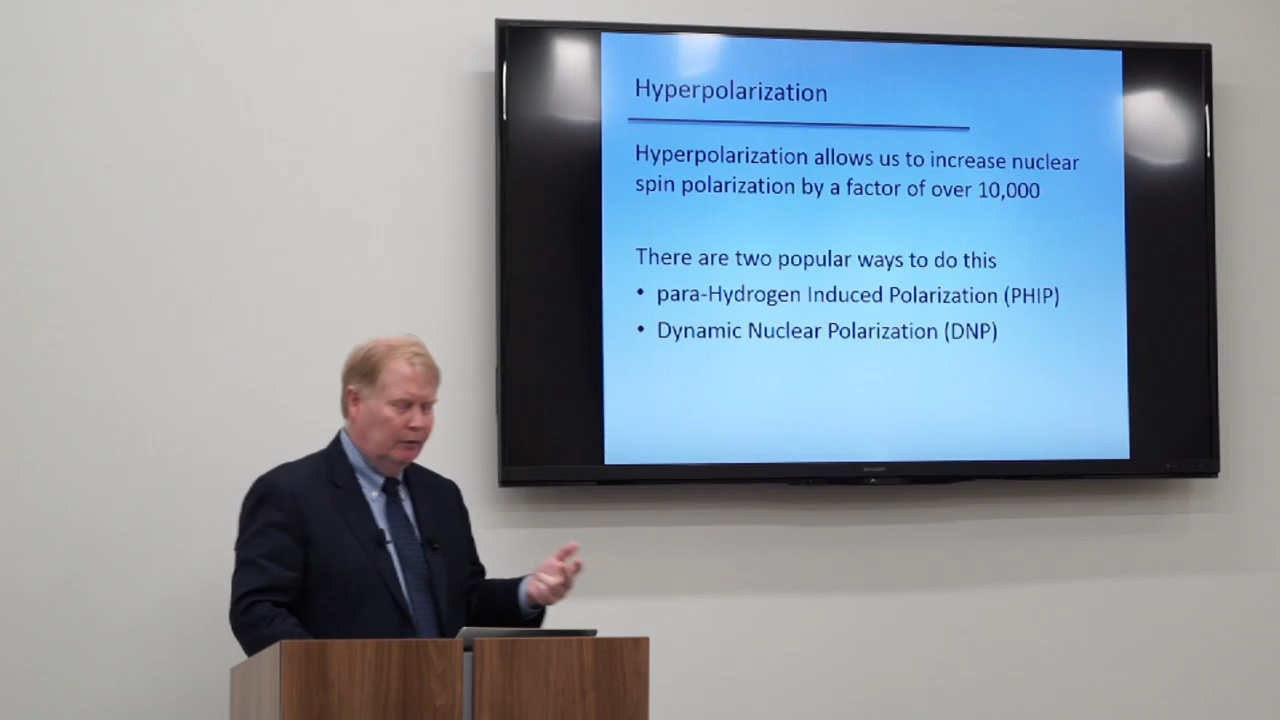 Hyperpolarization
Hyperpolarization allows us to increase nuclear
spin polarization by a factor of over 10,000
There are two popular ways to do this
• para-Hydrogen Induced Polarization (PHIP)
• Dynamic Nuclear Polarization (DNP)
SHARP